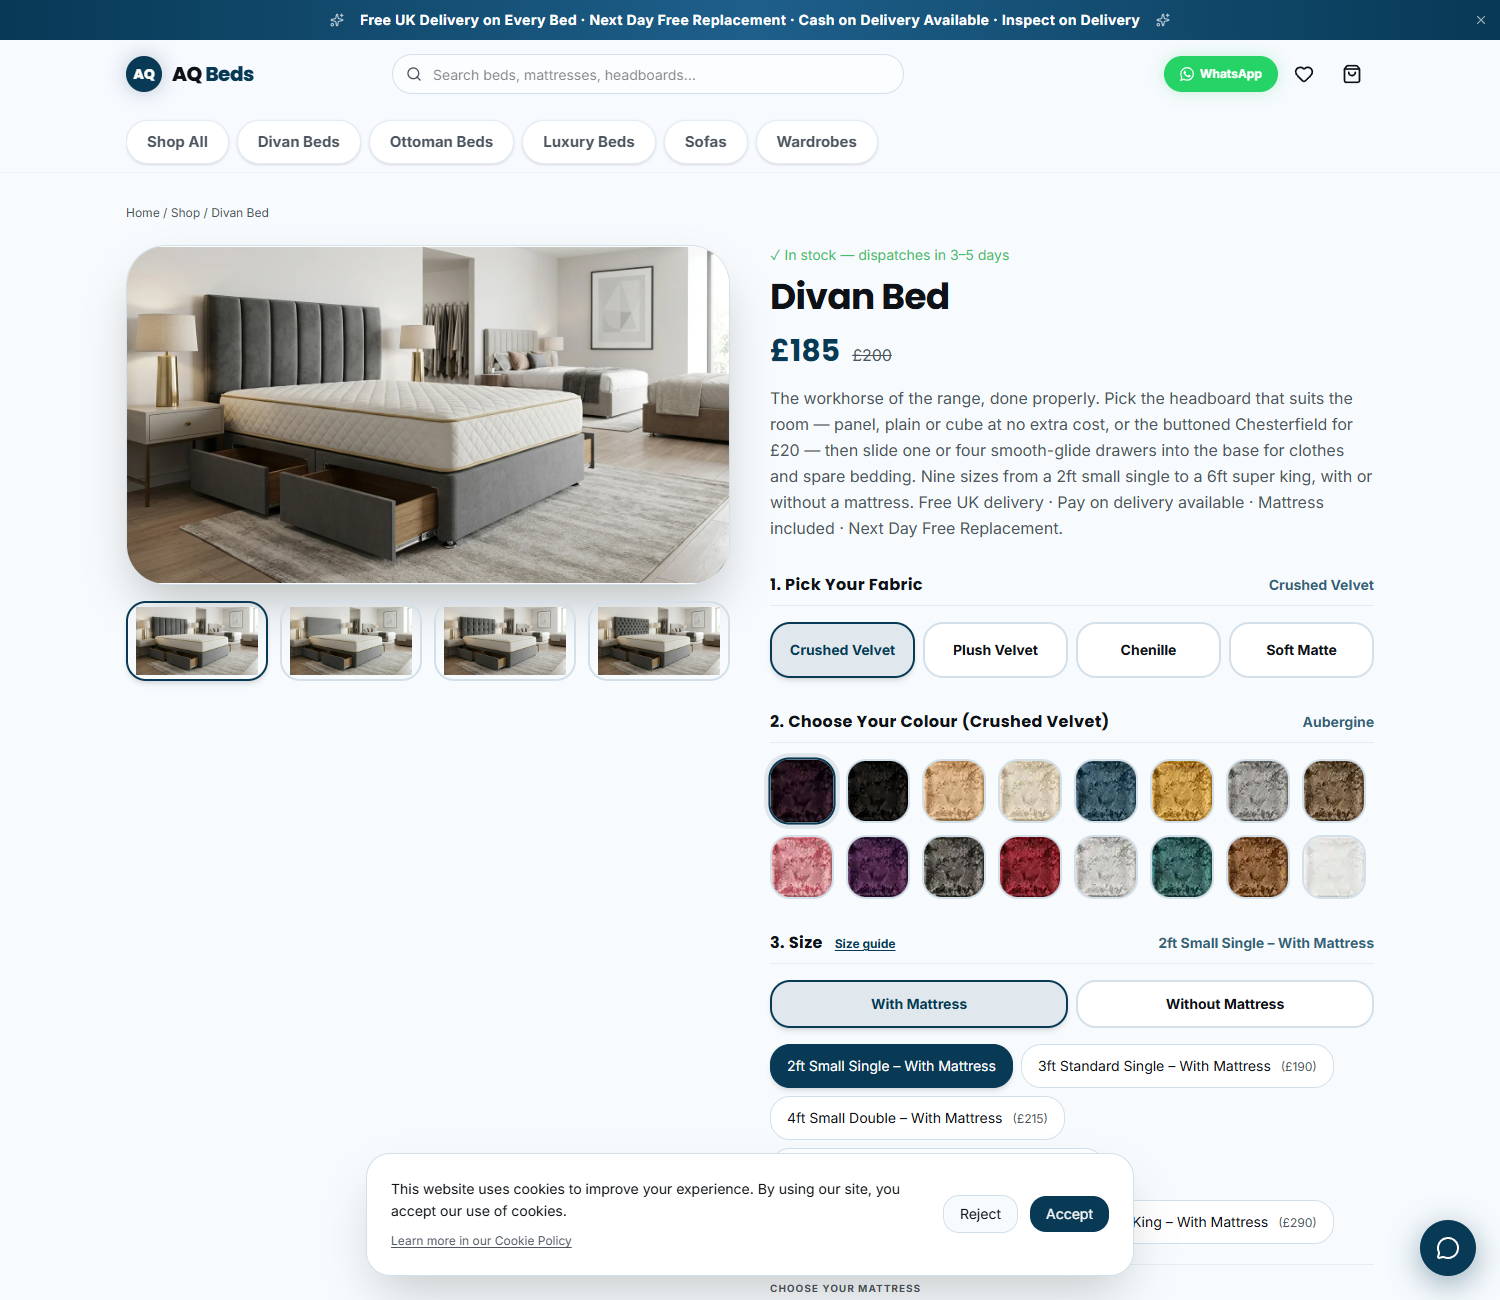 Free UK Delivery on Every Bed · Next Day Free Replacement · Cash on Delivery Available · Inspect on Delivery
AQ
AQ Beds
Search beds, mattresses, headboards...
WhatsApp
Shop All
Divan Beds
Ottoman Beds
Luxury Beds
Sofas
Wardrobes
Home / Shop / Divan Bed
✓ In stock — dispatches in 3–5 days
Divan Bed
£185 £200
The workhorse of the range, done properly. Pick the headboard that suits the
room — panel, plain or cube at no extra cost, or the buttoned Chesterfield for
£20 — then slide one or four smooth-glide drawers into the base for clothes
and spare bedding. Nine sizes from a 2ft small single to a 6ft super king, with or
without a mattress. Free UK delivery · Pay on delivery available · Mattress
included · Next Day Free Replacement.
1. Pick Your Fabric
Crushed Velvet
Crushed Velvet
Plush Velvet
Chenille
Soft Matte
2. Choose Your Colour (Crushed Velvet)
Aubergine
3. Size
Size guide
2ft Small Single – With Mattress
With Mattress
Without Mattress
2ft Small Single – With Mattress
3ft Standard Single – With Mattress (£190)
4ft Small Double – With Mattress (£215)
King – With Mattress (£290)
This website uses cookies to improve your experience. By using our site, you
accept our use of cookies.
Learn more in our Cookie Policy
Reject
Accept
CHOOSE YOUR MATTRESS